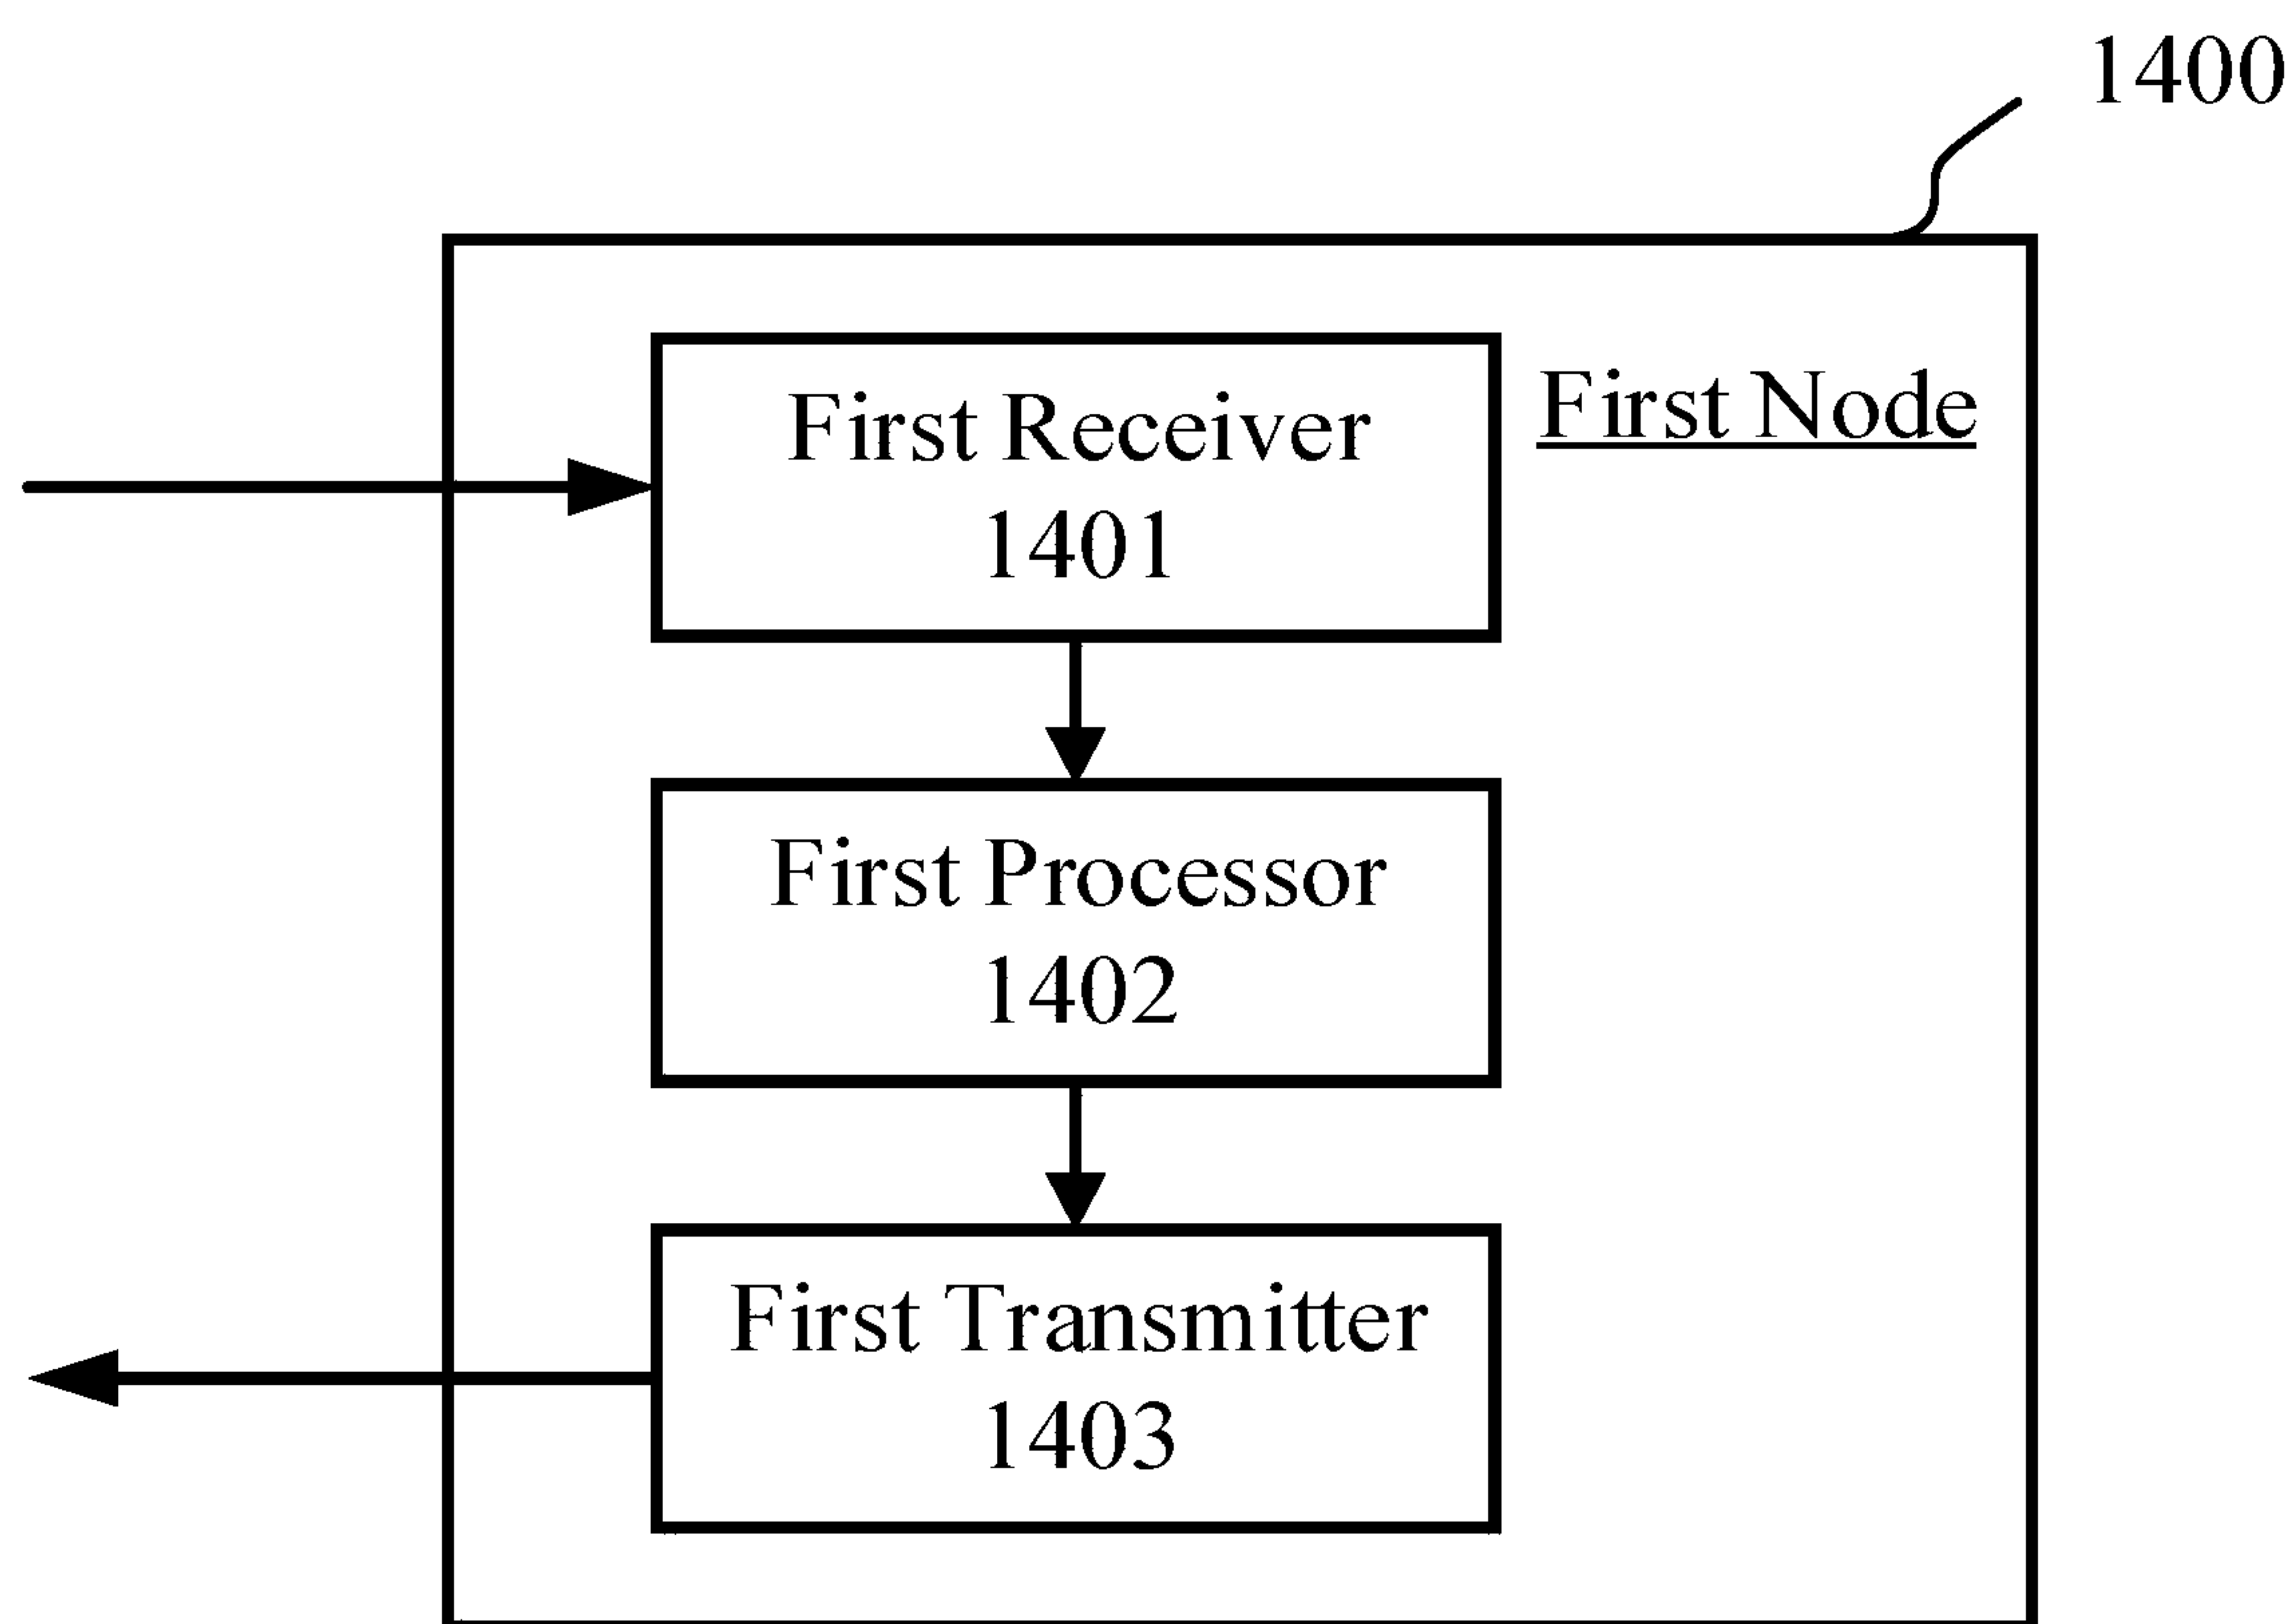 1400
First Node
First Receiver
1401
First Processor
1402
First Transmitter
1403